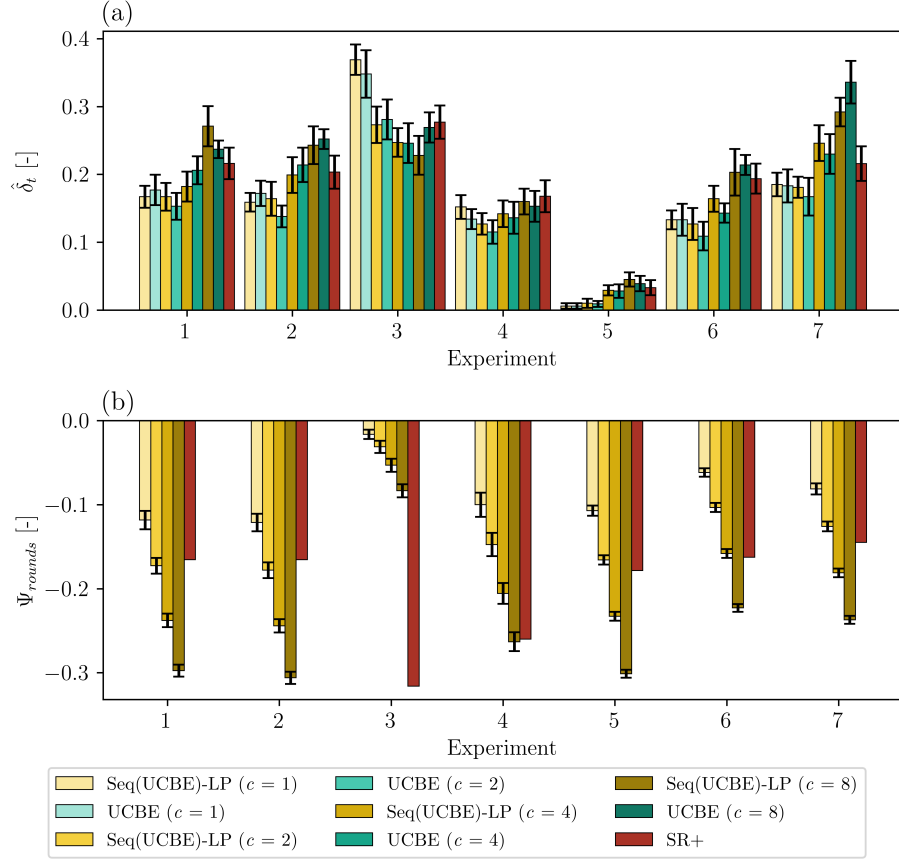 (a)
0.4
0.3
0.2
0.1
0.0
δ̂_t [-]
1 2 3 4 5 6 7
Experiment
(b)
0.0
−0.1
−0.2
−0.3
Ψ_rounds [-]
1 2 3 4 5 6 7
Experiment
Seq(UCBE)-LP (c = 1) UCBE (c = 2) Seq(UCBE)-LP (c = 8)
UCBE (c = 1) Seq(UCBE)-LP (c = 4) UCBE (c = 8)
Seq(UCBE)-LP (c = 2) UCBE (c = 4) SR+